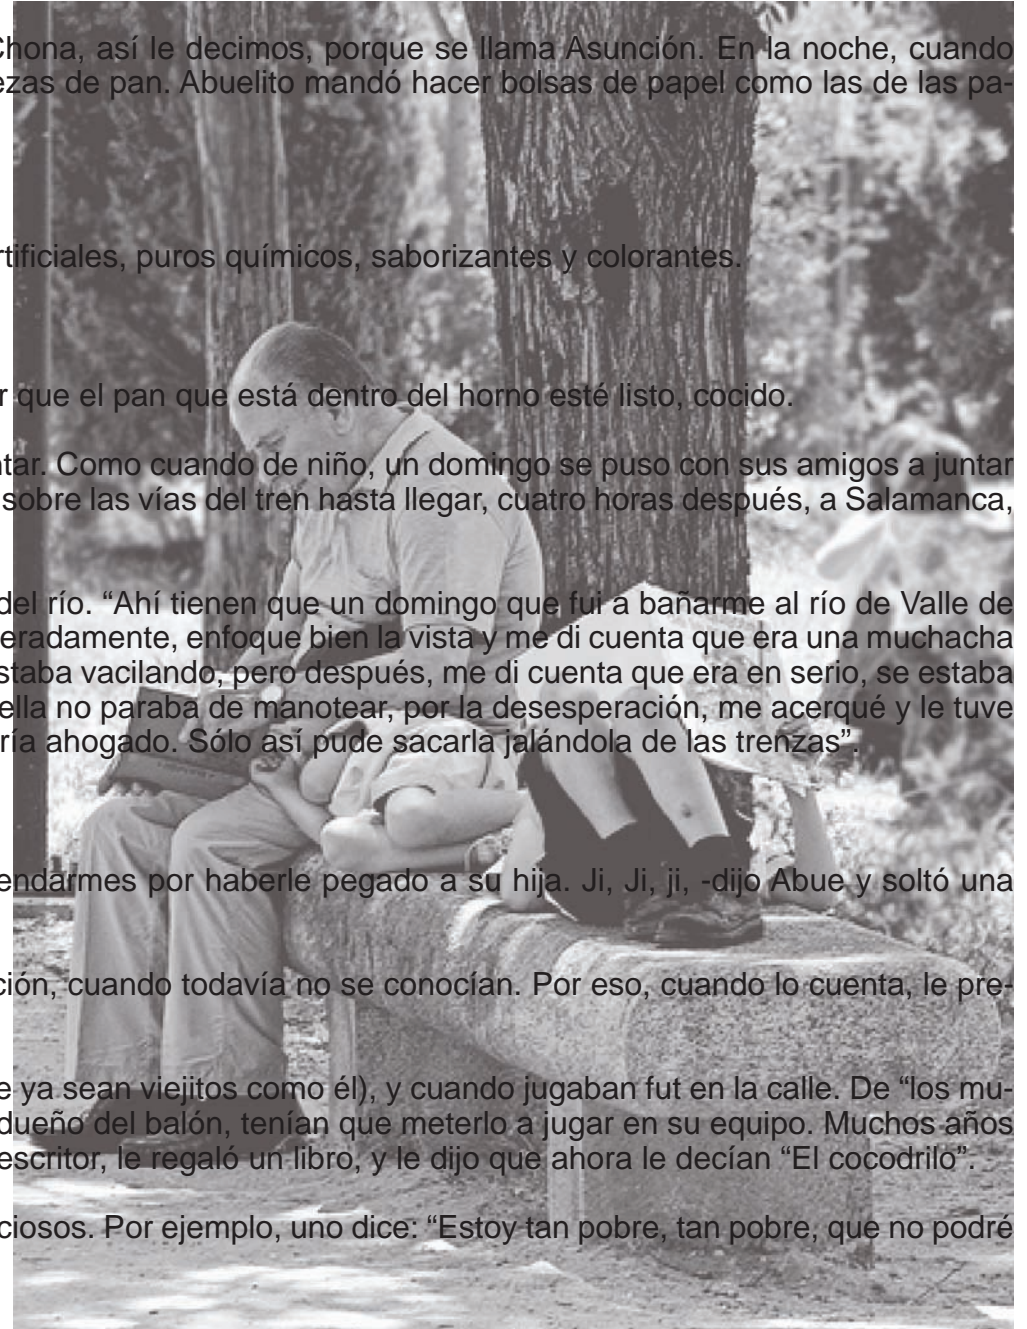 Chona, así le decimos, porque se llama Asunción. En la noche, cuando
ezas de pan. Abuelito mandó hacer bolsas de papel como las de las pa-
rtificiales, puros químicos, saborizantes y colorantes.
r que el pan que está dentro del horno esté listo, cocido.
ntar. Como cuando de niño, un domingo se puso con sus amigos a juntar
sobre las vías del tren hasta llegar, cuatro horas después, a Salamanca,
del río. “Ahí tienen que un domingo que fui a bañarme al río de Valle de
eradamente, enfoque bien la vista y me di cuenta que era una muchacha
staba vacilando, pero después, me di cuenta que era en serio, se estaba
ella no paraba de manotear, por la desesperación, me acerqué y le tuve
ría ahogado. Sólo así pude sacarla jalándola de las trenzas”.
endarmes por haberle pegado a su hija. Ji, Ji, ji, -dijo Abue y soltó una
ción, cuando todavía no se conocían. Por eso, cuando lo cuenta, le pre-
e ya sean viejitos como él), y cuando jugaban fut en la calle. De “los mu-
dueño del balón, tenían que meterlo a jugar en su equipo. Muchos años
escritor, le regaló un libro, y le dijo que ahora le decían “El cocodrilo”.
ciosos. Por ejemplo, uno dice: “Estoy tan pobre, tan pobre, que no podré